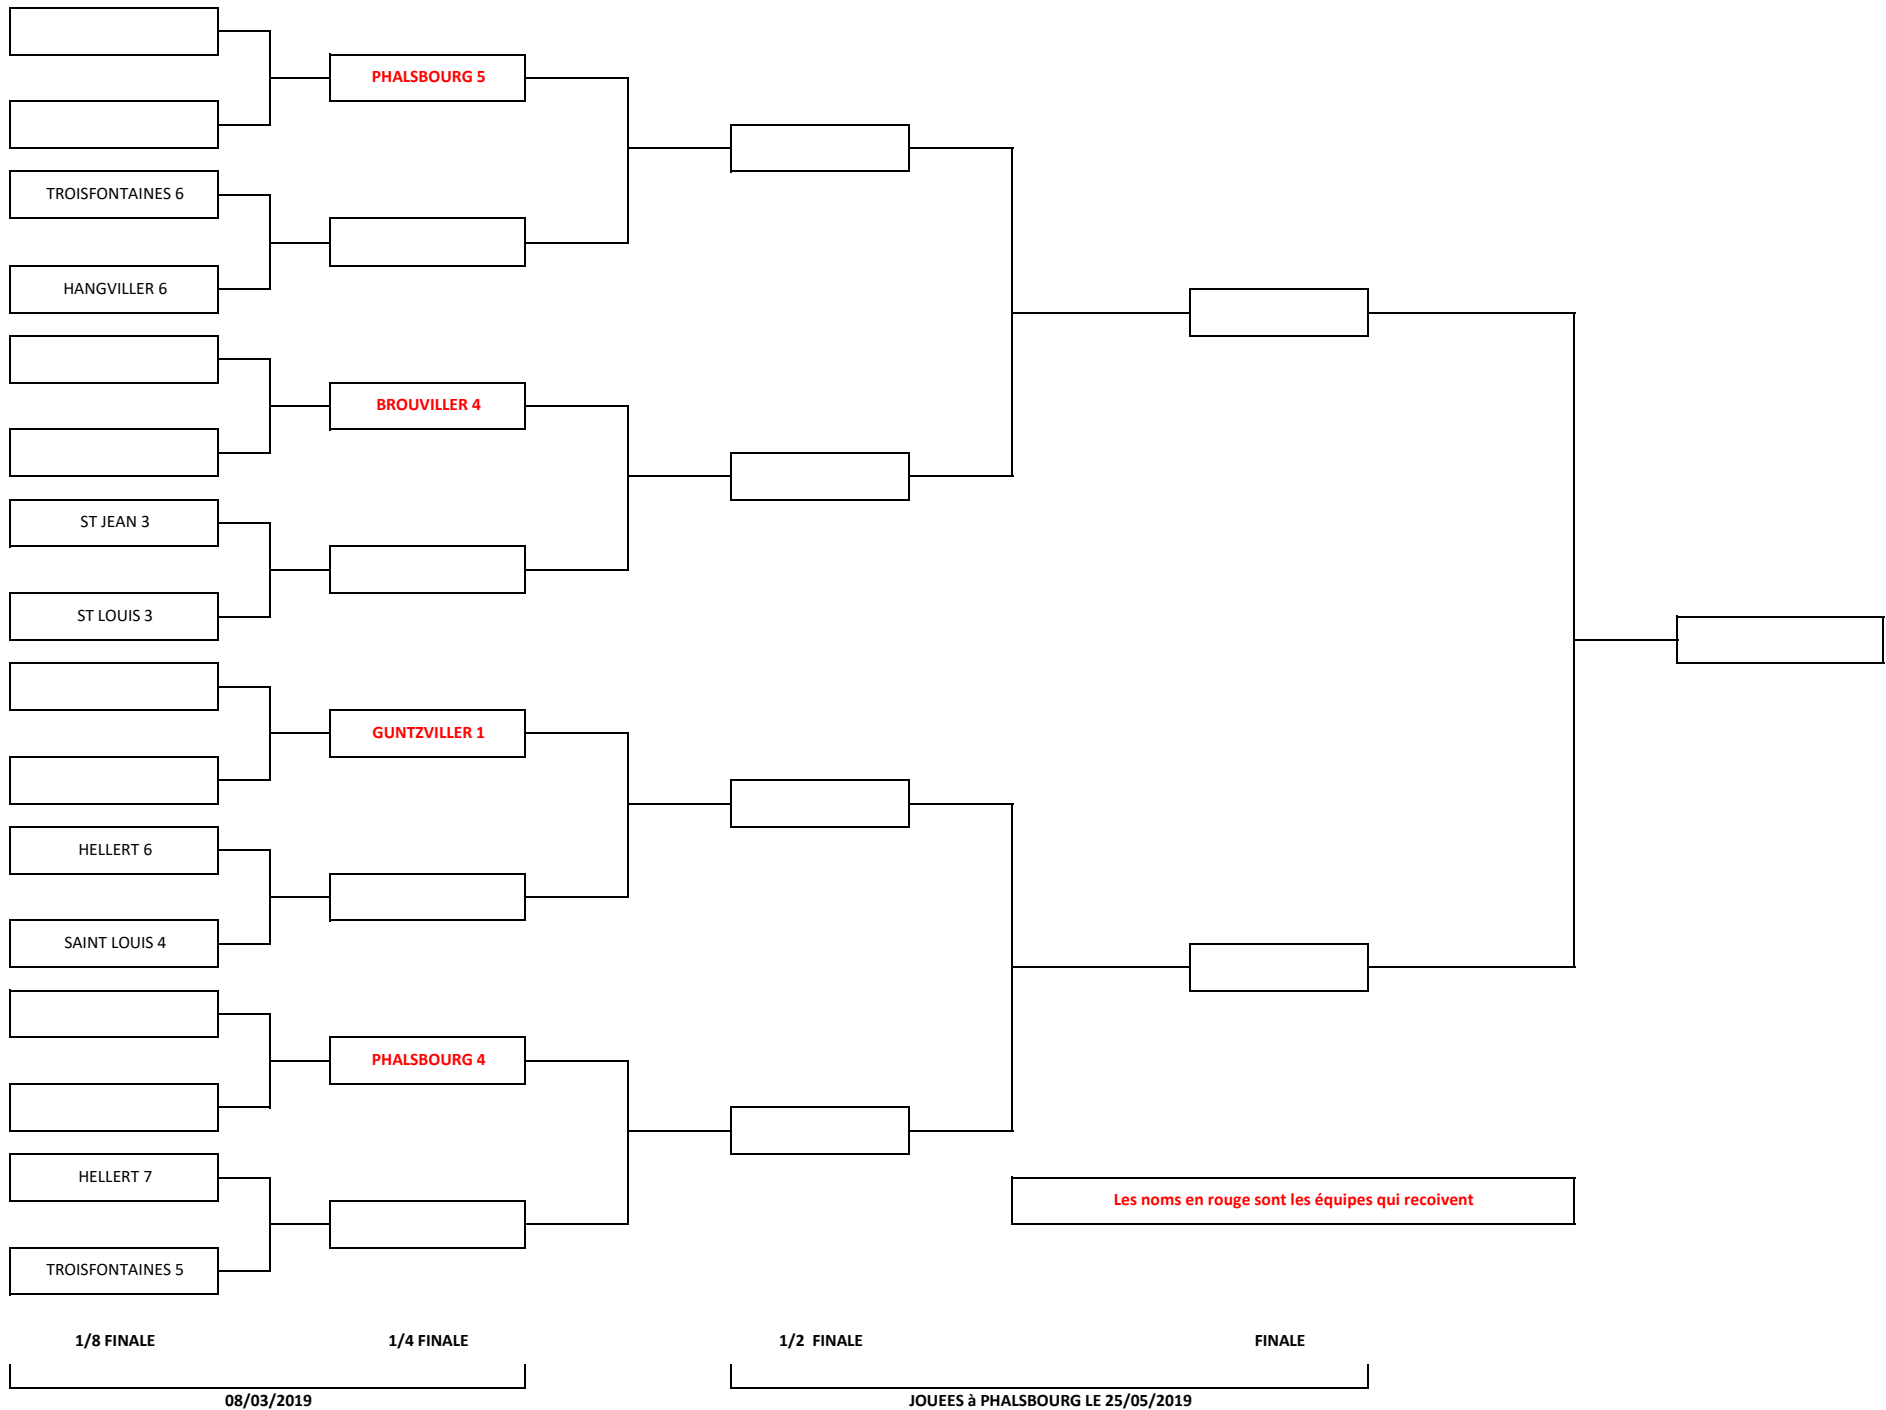 PHALSBOURG 5
TROISFONTAINES 6
HANGVILLER 6
BROUVILLER 4
ST JEAN 3
ST LOUIS 3
GUNTZVILLER 1
HELLERT 6
SAINT LOUIS 4
PHALSBOURG 4
HELLERT 7
Les noms en rouge sont les équipes qui recoivent
TROISFONTAINES 5
1/8 FINALE
1/4 FINALE
1/2 FINALE
FINALE
08/03/2019
JOUEES à PHALSBOURG LE 25/05/2019